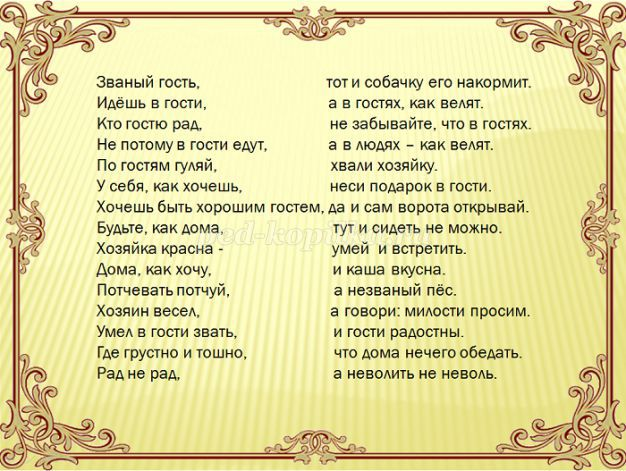 Званый гость, тот и собачку его накормит.
Идёшь в гости, а в гостях, как велят.
Кто гостю рад, не забывайте, что в гостях.
Не потому в гости едут, а в людях – как велят.
По гостям гуляй, хвали хозяйку.
У себя, как хочешь, неси подарок в гости.
Хочешь быть хорошим гостем, да и сам ворота открывай.
Будьте, как дома, тут и сидеть не можно.
Хозяйка красна - умей и встретить.
Дома, как хочу, и каша вкусна.
Потчевать потчуй, а незваный пёс.
Хозяин весел, а говори: милости просим.
Умел в гости звать, и гости радостны.
Где грустно и тошно, что дома нечего обедать.
Рад не рад, а неволить не неволь.